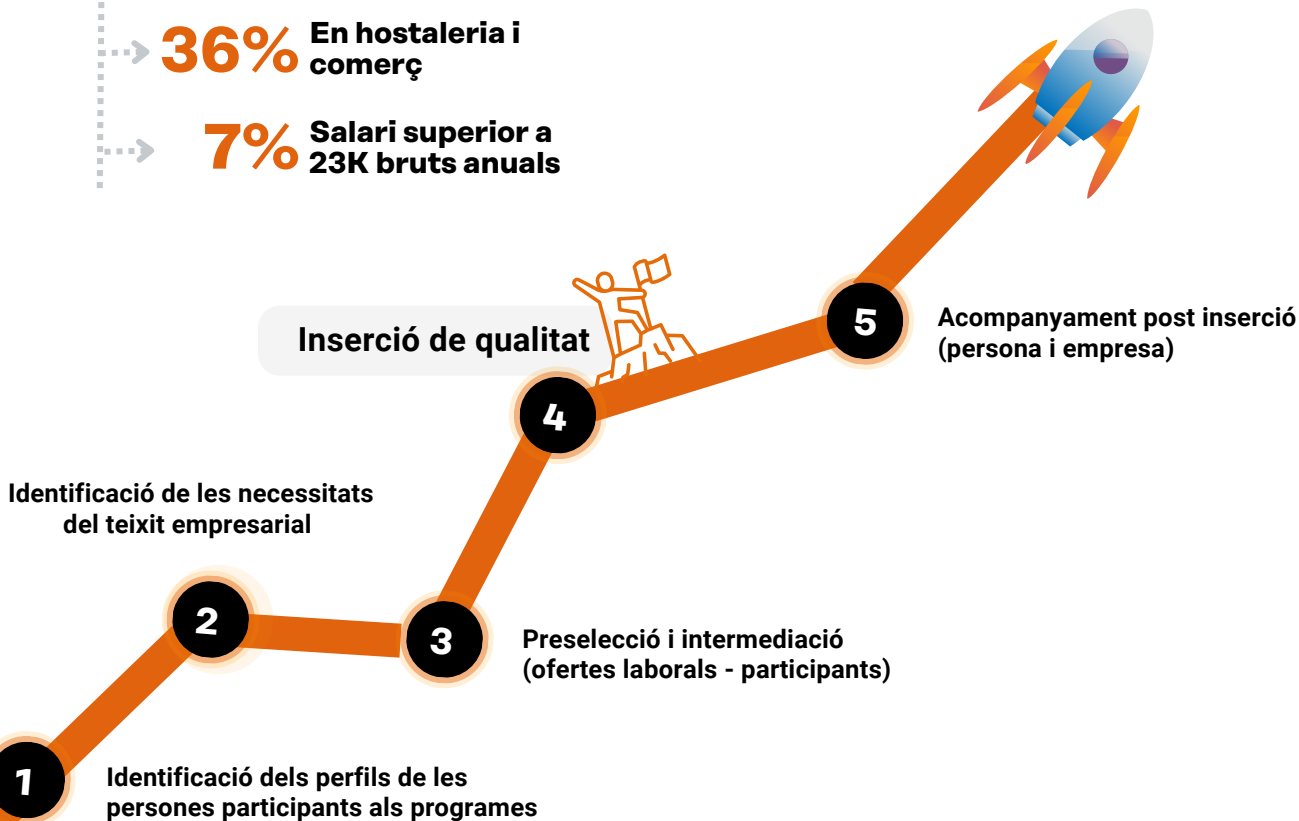 36% En hostaleria i
comerç
7% Salari superior a
23K bruts anuals
Inserció de qualitat
5
Acompanyament post inserció
(persona i empresa)
4
Identificació de les necessitats
del teixit empresarial
2
3
Preselecció i intermediació
(ofertes laborals - participants)
1
Identificació dels perfils de les
persones participants als programes